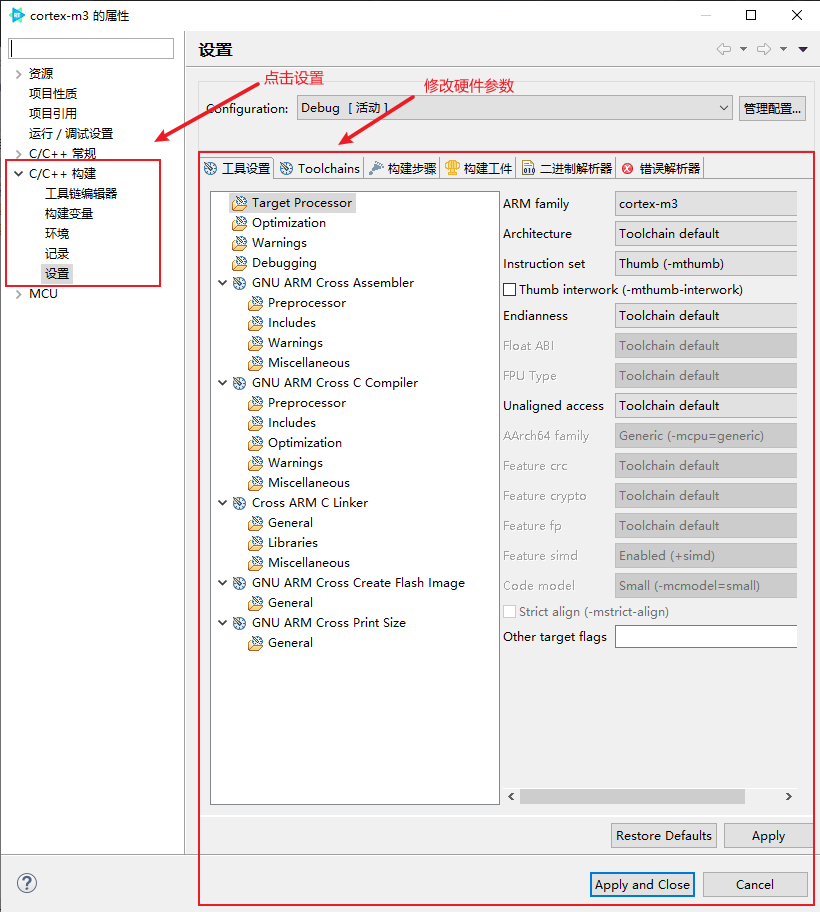 cortex-m3 的属性
设置
资源
项目性质
项目引用
运行 / 调试设置
C/C++ 常规
C/C++ 构建
工具链编辑器
构建变量
环境
记录
设置
MCU
点击设置
修改硬件参数
Configuration:
Debug [ 活动 ]
管理配置...
工具设置
Toolchains
构建步骤
构建工件
二进制解析器
错误解析器
Target Processor
Optimization
Warnings
Debugging
GNU ARM Cross Assembler
Preprocessor
Includes
Warnings
Miscellaneous
GNU ARM Cross C Compiler
Preprocessor
Includes
Optimization
Warnings
Miscellaneous
Cross ARM C Linker
General
Libraries
Miscellaneous
GNU ARM Cross Create Flash Image
General
GNU ARM Cross Print Size
General
ARM family cortex-m3
Architecture Toolchain default
Instruction set Thumb (-mthumb)
Thumb interwork (-mthumb-interwork)
Endianness Toolchain default
Float ABI Toolchain default
FPU Type Toolchain default
Unaligned access Toolchain default
AArch64 family Generic (-mcpu=generic)
Feature crc Toolchain default
Feature crypto Toolchain default
Feature fp Toolchain default
Feature simd Enabled (+simd)
Code model Small (-mcmodel=small)
Strict align (-mstrict-align)
Other target flags
Restore Defaults
Apply
Apply and Close
Cancel